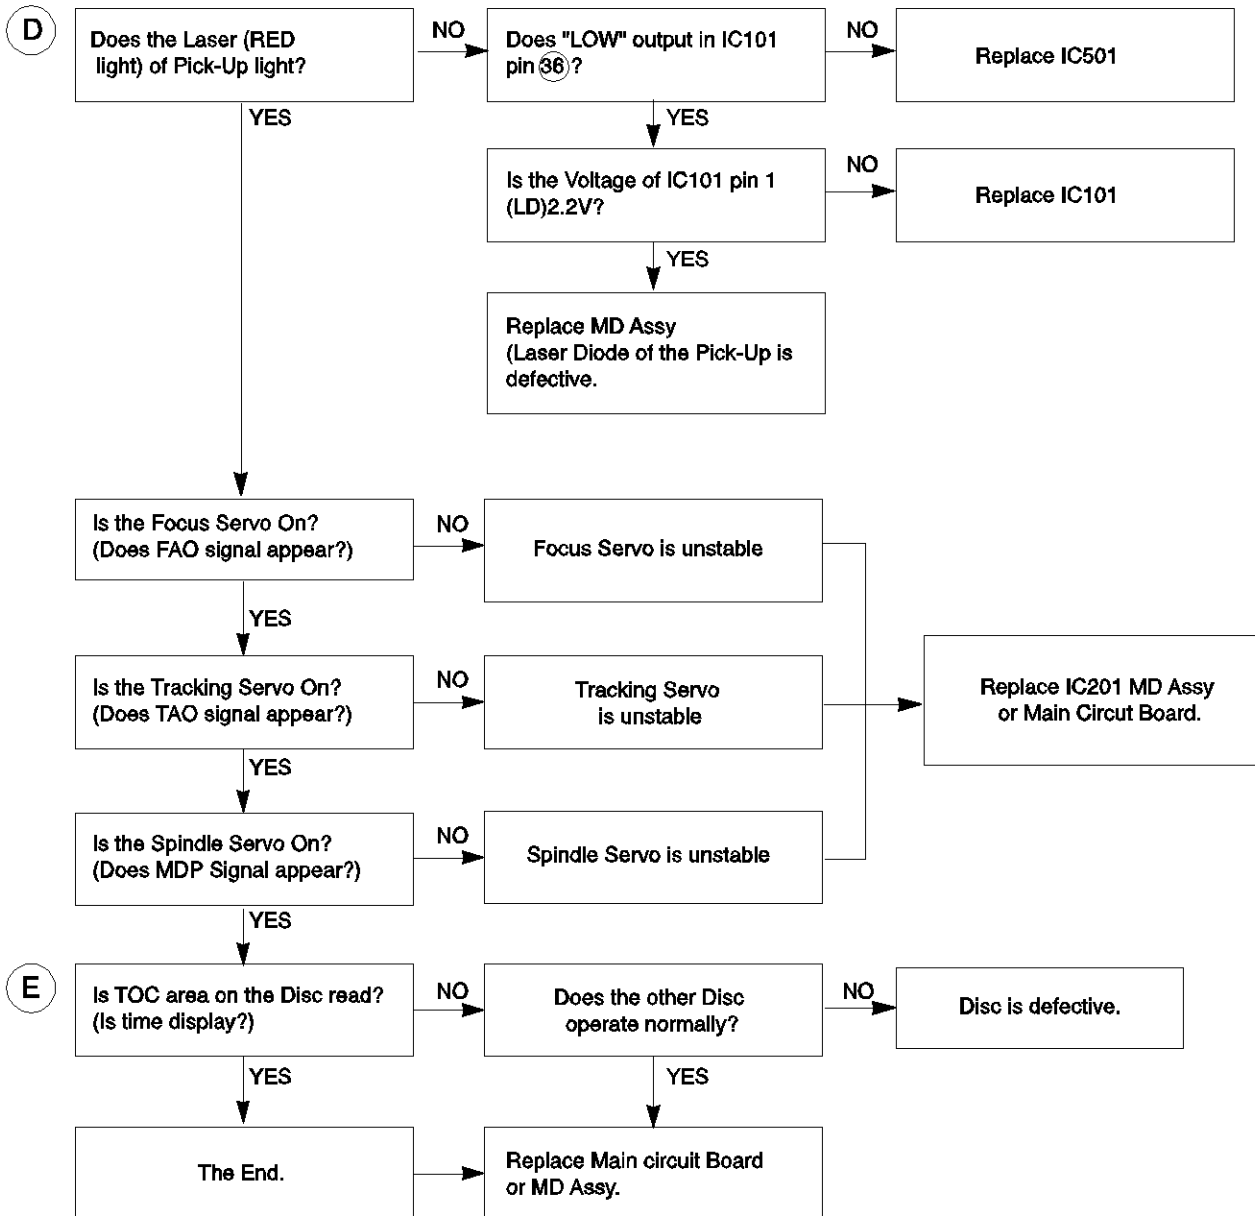 D
Does the Laser (RED
light) of Pick-Up light?
NO
Does "LOW" output in IC101
pin 36 ?
NO
Replace IC501
YES
YES
Is the Voltage of IC101 pin 1
(LD)2.2V?
NO
Replace IC101
YES
Replace MD Assy
(Laser Diode of the Pick-Up is
defective.
Is the Focus Servo On?
(Does FAO signal appear?)
NO
Focus Servo is unstable
YES
Is the Tracking Servo On?
(Does TAO signal appear?)
NO
Tracking Servo
is unstable
Replace IC201 MD Assy
or Main Circut Board.
YES
Is the Spindle Servo On?
(Does MDP Signal appear?)
NO
Spindle Servo is unstable
YES
E
Is TOC area on the Disc read?
(Is time display?)
NO
Does the other Disc
operate normally?
NO
Disc is defective.
YES
YES
The End.
Replace Main circuit Board
or MD Assy.